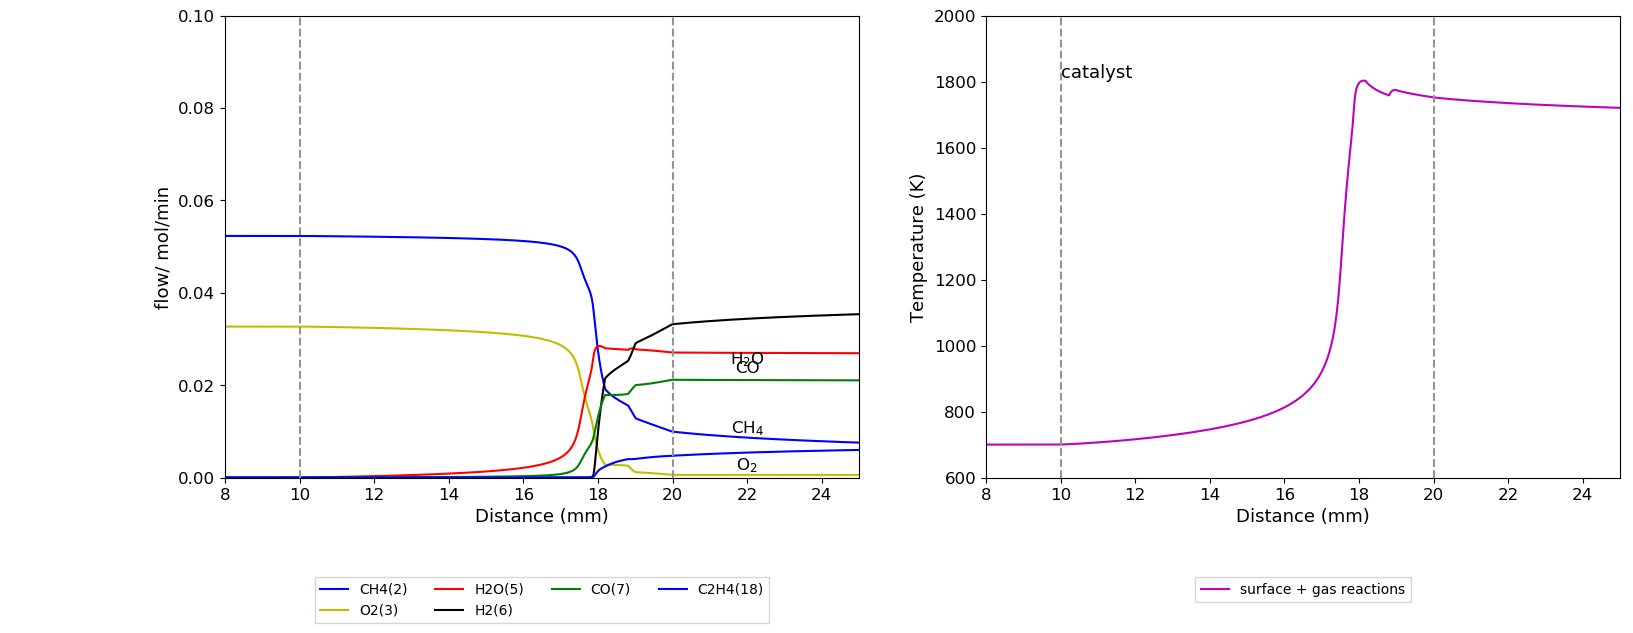 0.10
0.08
0.06
0.04
0.02
0.00
flow/ mol/min
H₂O
CO
CH₄
O₂
8 10 12 14 16 18 20 22 24
Distance (mm)
CH4(2) H2O(5) CO(7) C2H4(18)
O2(3) H2(6)
2000
1800
1600
1400
1200
1000
800
600
Temperature (K)
catalyst
8 10 12 14 16 18 20 22 24
Distance (mm)
surface + gas reactions